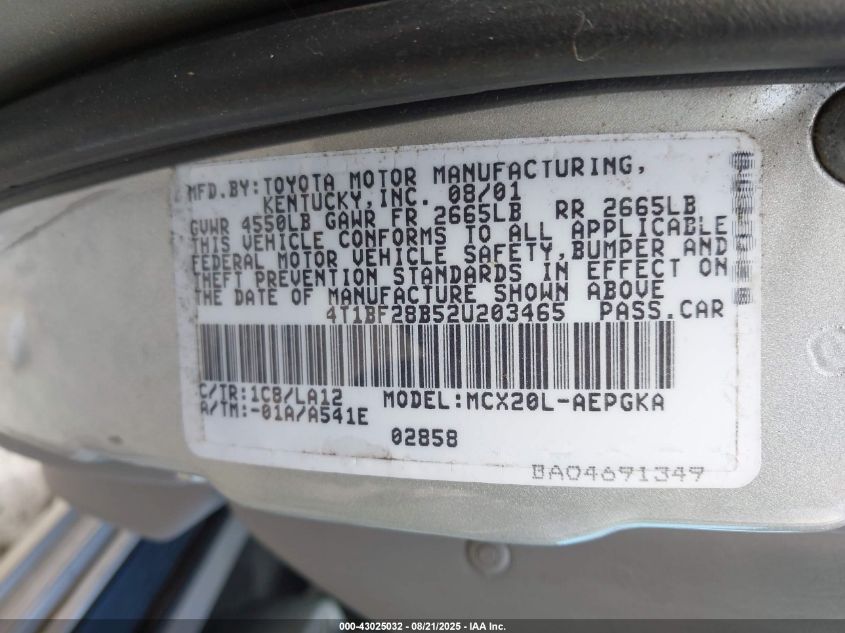 MFD.BY:TOYOTA MOTOR MANUFACTURING,
KENTUCKY,INC. 08/01
GVWR 4550LB GAWR FR 2665LB RR 2665LB
THIS VEHICLE CONFORMS TO ALL APPLICABLE
FEDERAL MOTOR VEHICLE SAFETY,BUMPER AND
THEFT PREVENTION STANDARDS IN EFFECT ON
THE DATE OF MANUFACTURE SHOWN ABOVE
4T1BF28B52U203465 PASS.CAR
C/TR:1C8/LA12 MODEL:MCX20L-AEPGKA
A/TM:-01A/A541E
02858
BA04691349
000-43025032 - 08/21/2025 - IAA Inc.